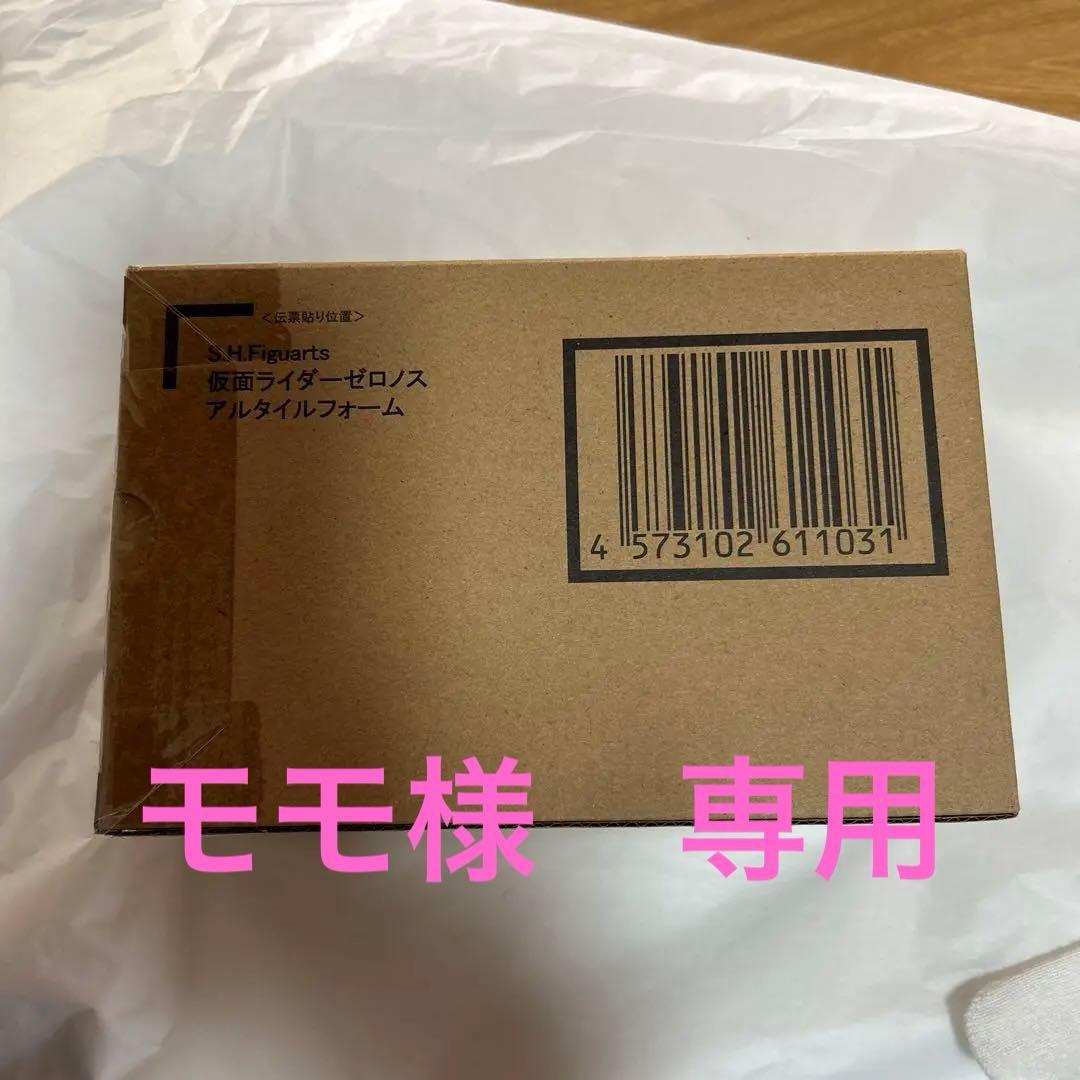 ＜伝票貼り位置＞
S.H.Figuarts
仮面ライダーゼロノス
アルタイルフォーム
4 573102 611031
モモ様　専用